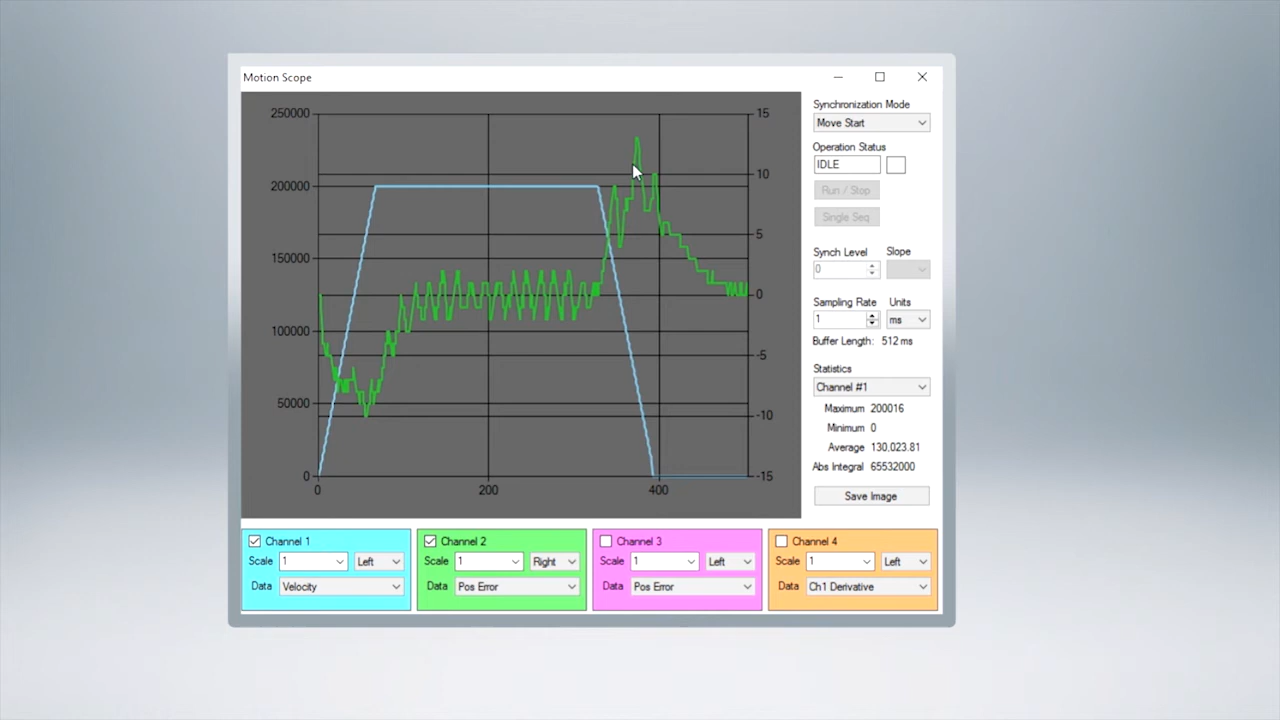 Motion Scope
250000
200000
150000
100000
50000
0
15
10
5
0
-5
-10
-15
0 200 400
Synchronization Mode
Move Start
Operation Status
IDLE
Run / Stop
Single Seq
Synch Level Slope
0
Sampling Rate Units
1 ms
Buffer Length: 512 ms
Statistics
Channel #1
Maximum 200016
Minimum 0
Average 130,023.81
Abs Integral 65532000
Save Image
Channel 1
Scale 1 Left
Data Velocity
Channel 2
Scale 1 Right
Data Pos Error
Channel 3
Scale 1 Left
Data Pos Error
Channel 4
Scale 1 Left
Data Ch1 Derivative